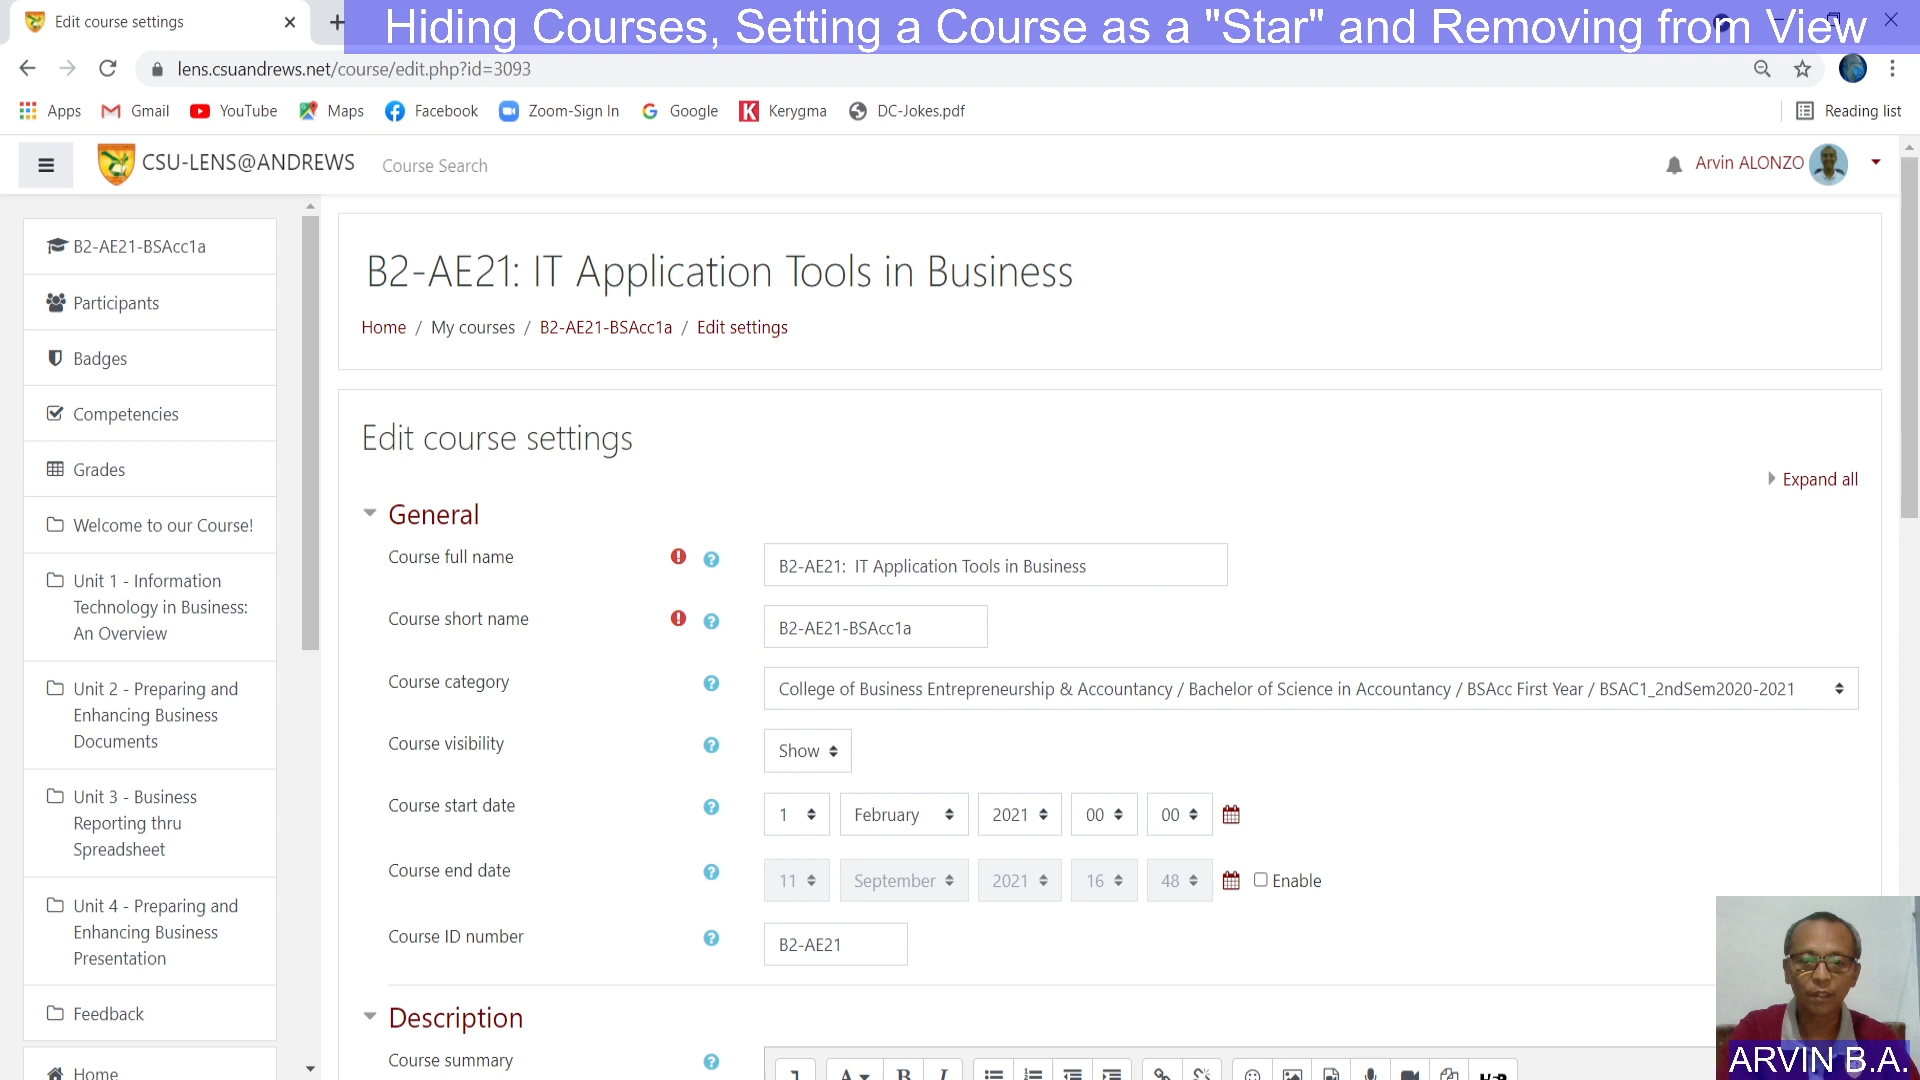 Edit course settings
Hiding Courses, Setting a Course as a "Star" and Removing from View
lens.csuandrews.net/course/edit.php?id=3093
Apps Gmail YouTube Maps Facebook Zoom-Sign In Google Kerygma DC-Jokes.pdf Reading list
CSU-LENS@ANDREWS Course Search Arvin ALONZO
B2-AE21-BSAcc1a
Participants
Badges
Competencies
Grades
Welcome to our Course!
Unit 1 - Information
Technology in Business:
An Overview
Unit 2 - Preparing and
Enhancing Business
Documents
Unit 3 - Business
Reporting thru
Spreadsheet
Unit 4 - Preparing and
Enhancing Business
Presentation
Feedback
Home
B2-AE21: IT Application Tools in Business
Home / My courses / B2-AE21-BSAcc1a / Edit settings
Edit course settings
Expand all
General
Course full name B2-AE21: IT Application Tools in Business
Course short name B2-AE21-BSAcc1a
Course category College of Business Entrepreneurship & Accountancy / Bachelor of Science in Accountancy / BSAcc First Year / BSAC1_2ndSem2020-2021
Course visibility Show
Course start date 1 February 2021 00 00
Course end date 11 September 2021 16 48 Enable
Course ID number B2-AE21
Description
Course summary
A B I H-P
ARVIN B.A.